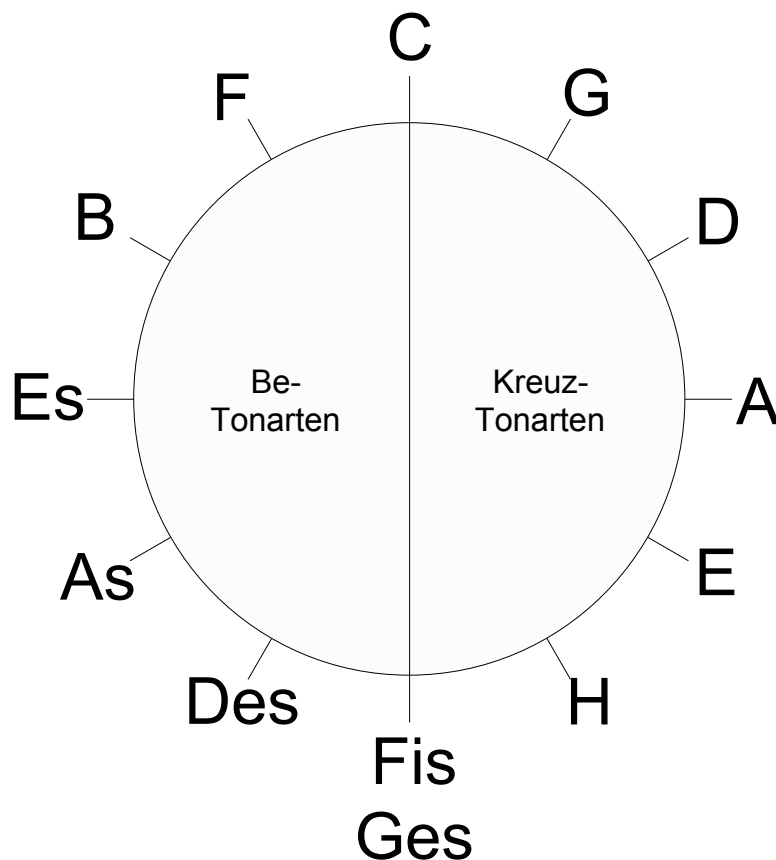 C
F
G
B
D
Es
Be-
Tonarten
Kreuz-
Tonarten
A
As
E
Des
H
Fis
Ges